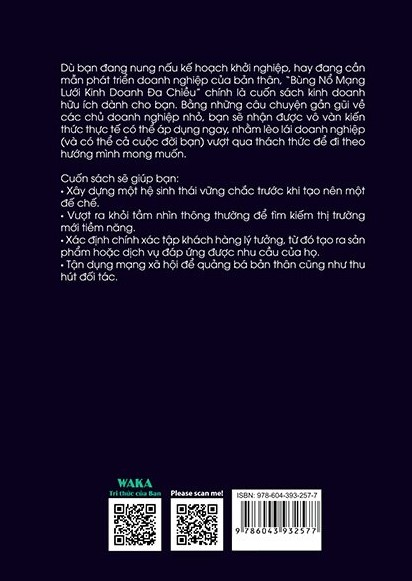 Dù bạn đang nung nấu kế hoạch khởi nghiệp, hay đang cần
mẫn phát triển doanh nghiệp của bản thân, “Bùng Nổ Mạng
Lưới Kinh Doanh Đa Chiều” chính là cuốn sách kinh doanh
hữu ích dành cho bạn. Bằng những câu chuyện gần gũi về
các chủ doanh nghiệp nhỏ, bạn sẽ nhận được vô vàn kiến
thức thực tế có thể áp dụng ngay, nhằm lèo lái doanh nghiệp
(và có thể cả cuộc đời bạn) vượt qua thách thức để đi theo
hướng mình mong muốn.
Cuốn sách sẽ giúp bạn:
• Xây dựng một hệ sinh thái vững chắc trước khi tạo nên một
đế chế.
• Vượt ra khỏi tầm nhìn thông thường để tìm kiếm thị trường
mới tiềm năng.
• Xác định chính xác tập khách hàng lý tưởng, từ đó tạo ra sản
phẩm hoặc dịch vụ đáp ứng được nhu cầu của họ.
• Tận dụng mạng xã hội để quảng bá bản thân cũng như thu
hút đối tác.
WAKA
Tri thức của Bạn
Please scan me!
ISBN: 978-604-393-257-7
9 786043 932577